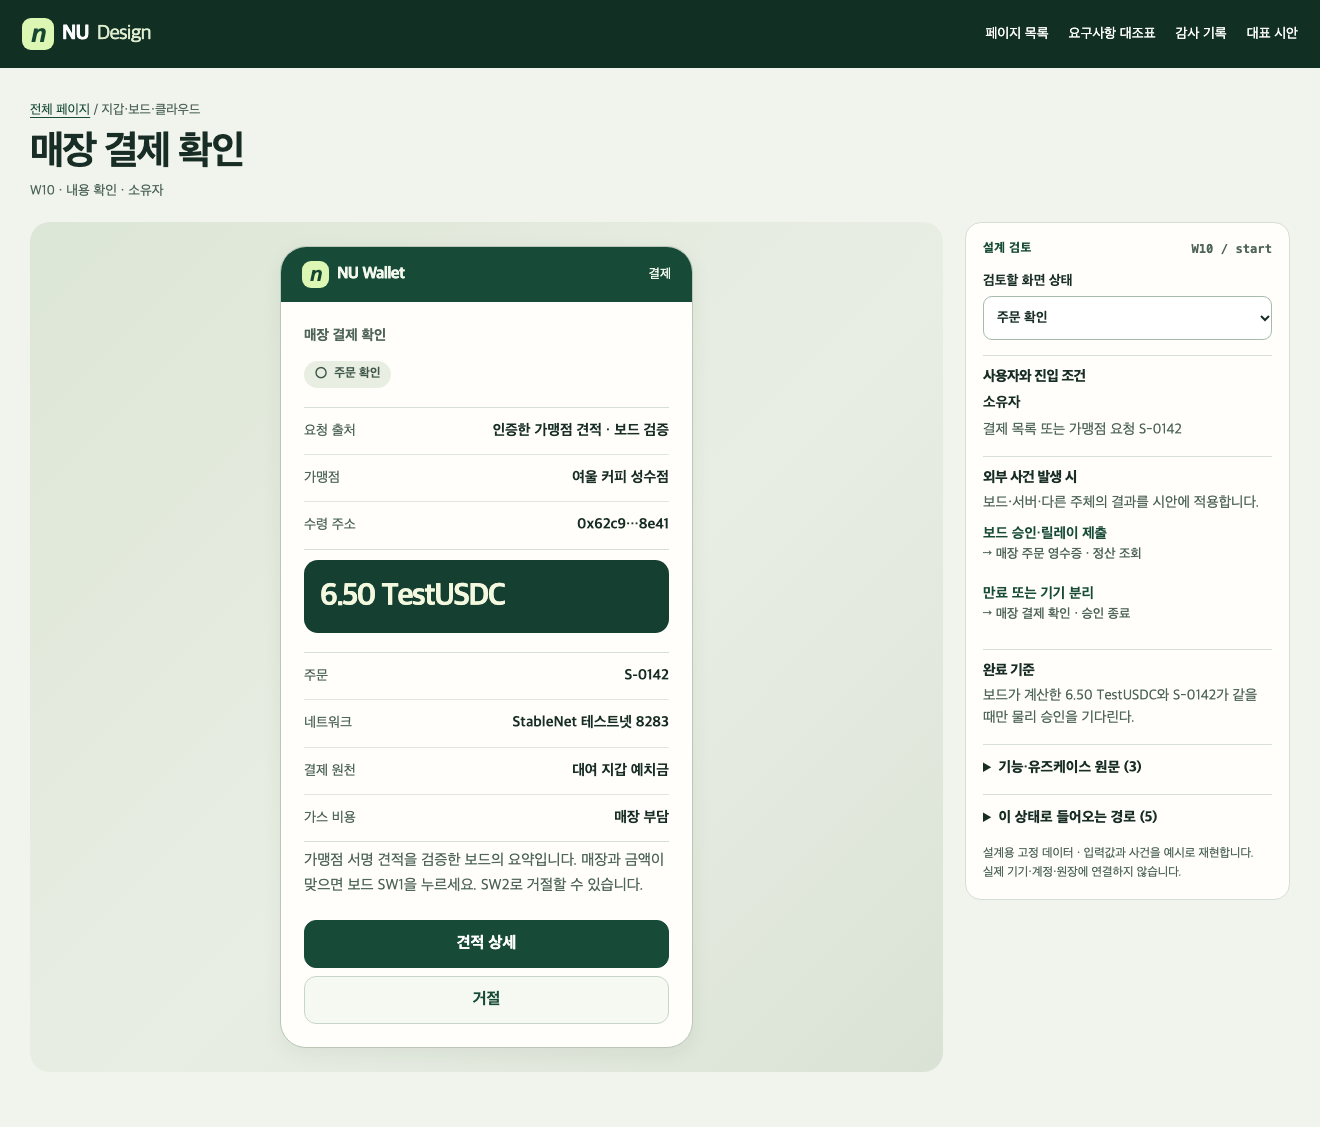 n NU Design
페이지 목록 요구사항 대조표 감사 기록 대표 시안
전체 페이지 / 지갑·보드·클라우드
매장 결제 확인
W10 · 내용 확인 · 소유자
n NU Wallet 결제
매장 결제 확인
주문 확인
요청 출처 인증한 가맹점 견적 · 보드 검증
가맹점 여울 커피 성수점
수령 주소 0x62c9···8e41
6.50 TestUSDC
주문 S-0142
네트워크 StableNet 테스트넷 8283
결제 원천 대여 지갑 예치금
가스 비용 매장 부담
가맹점 서명 견적을 검증한 보드의 요약입니다. 매장과 금액이
맞으면 보드 SW1을 누르세요. SW2로 거절할 수 있습니다.
견적 상세
거절
설계 검토 W10 / start
검토할 화면 상태
주문 확인
사용자와 진입 조건
소유자
결제 목록 또는 가맹점 요청 S-0142
외부 사건 발생 시
보드·서버·다른 주체의 결과를 시안에 적용합니다.
보드 승인·릴레이 제출
→ 매장 주문 영수증 · 정산 조회
만료 또는 기기 분리
→ 매장 결제 확인 · 승인 종료
완료 기준
보드가 계산한 6.50 TestUSDC와 S-0142가 같을
때만 물리 승인을 기다린다.
▶ 기능·유즈케이스 원문 (3)
▶ 이 상태로 들어오는 경로 (5)
설계용 고정 데이터 · 입력값과 사건을 예시로 재현합니다.
실제 기기·계정·원장에 연결하지 않습니다.